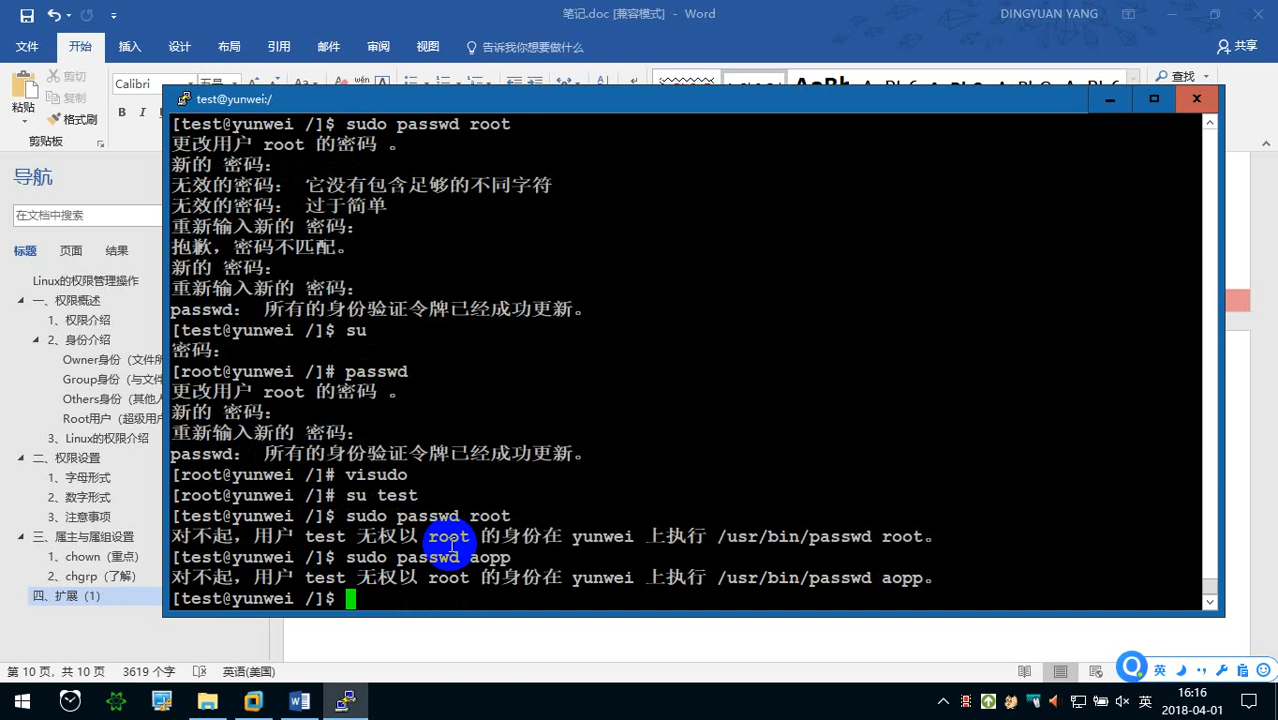 笔记.doc [兼容模式] - Word
DINGYUAN YANG
文件 开始 插入 设计 布局 引用 邮件 审阅 视图 告诉我你想要做什么 共享
剪切
复制
粘贴 格式刷
剪贴板
Calibri
B I
查找
导航
在文档中搜索
标题 页面 结果
Linux的权限管理操作
一、权限概述
1、权限介绍
2、身份介绍
Owner身份（文件所
Group身份（与文件
Others身份（其他人
Root用户（超级用户
3、Linux的权限介绍
二、权限设置
1、字母形式
2、数字形式
3、注意事项
三、属主与属组设置
1、chown（重点）
2、chgrp（了解）
四、扩展（1）
test@yunwei:/
[test@yunwei /]$ sudo passwd root
更改用户 root 的密码 。
新的 密码：
无效的密码： 它没有包含足够的不同字符
无效的密码： 过于简单
重新输入新的 密码：
抱歉，密码不匹配。
新的 密码：
重新输入新的 密码：
passwd： 所有的身份验证令牌已经成功更新。
[test@yunwei /]$ su
密码：
[root@yunwei /]# passwd
更改用户 root 的密码 。
新的 密码：
重新输入新的 密码：
passwd： 所有的身份验证令牌已经成功更新。
[root@yunwei /]# visudo
[root@yunwei /]# su test
[test@yunwei /]$ sudo passwd root
对不起，用户 test 无权以 root 的身份在 yunwei 上执行 /usr/bin/passwd root。
[test@yunwei /]$ sudo passwd aopp
对不起，用户 test 无权以 root 的身份在 yunwei 上执行 /usr/bin/passwd aopp。
[test@yunwei /]$
第 10 页，共 10 页 3619 个字 英语(美国)
英
英
16:16
2018-04-01